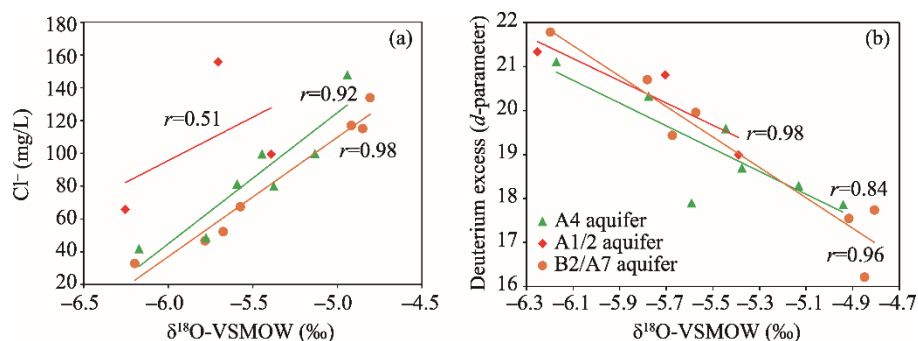 (a)
Cl⁻ (mg/L)
180
160
140
120
100
80
60
40
20
r=0.51
r=0.92
r=0.98
−6.5 −6.0 −5.5 −5.0 −4.5
δ¹⁸O-VSMOW (‰)
(b)
Deuterium excess (d-parameter)
22
21
20
19
18
17
16
r=0.98
r=0.84
r=0.96
A4 aquifer
A1/2 aquifer
B2/A7 aquifer
−6.3 −6.1 −5.9 −5.7 −5.5 −5.3 −5.1 −4.9 −4.7
δ¹⁸O-VSMOW (‰)